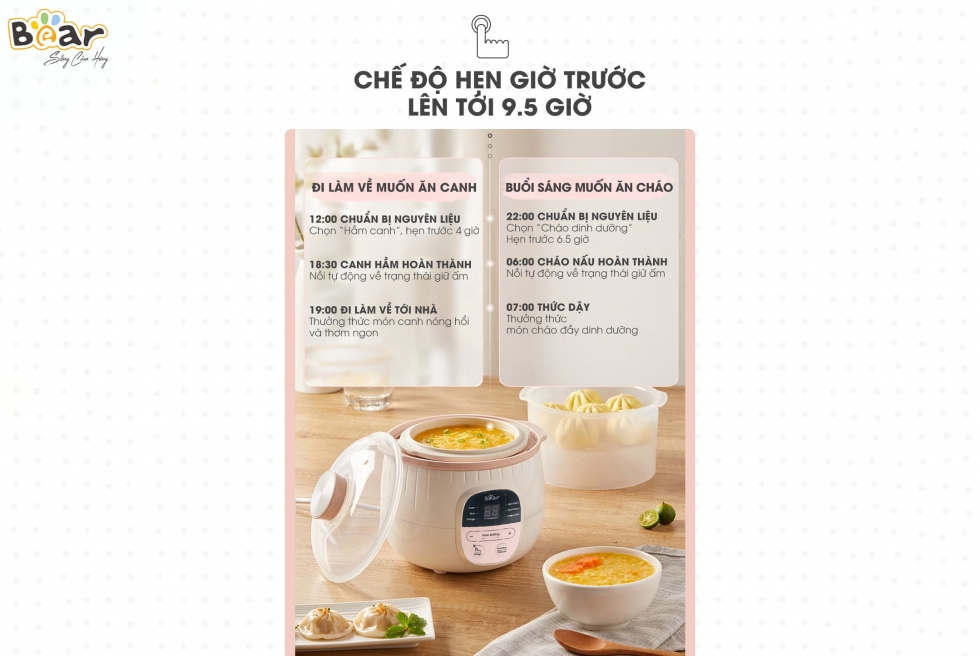 Bear
Sống Cảm Hứng
CHẾ ĐỘ HẸN GIỜ TRƯỚC
LÊN TỚI 9.5 GIỜ
ĐI LÀM VỀ MUỐN ĂN CANH
12:00 CHUẨN BỊ NGUYÊN LIỆU
Chọn “Hầm canh”, hẹn trước 4 giờ
18:30 CANH HẦM HOÀN THÀNH
Nồi tự động về trạng thái giữ ấm
19:00 ĐI LÀM VỀ TỚI NHÀ
Thưởng thức món canh nóng hổi
và thơm ngon
BUỔI SÁNG MUỐN ĂN CHÁO
22:00 CHUẨN BỊ NGUYÊN LIỆU
Chọn “Cháo dinh dưỡng”
Hẹn trước 6.5 giờ
06:00 CHÁO NẤU HOÀN THÀNH
Nồi tự động về trạng thái giữ ấm
07:00 THỨC DẬY
Thưởng thức
món cháo đầy dinh dưỡng
Bear